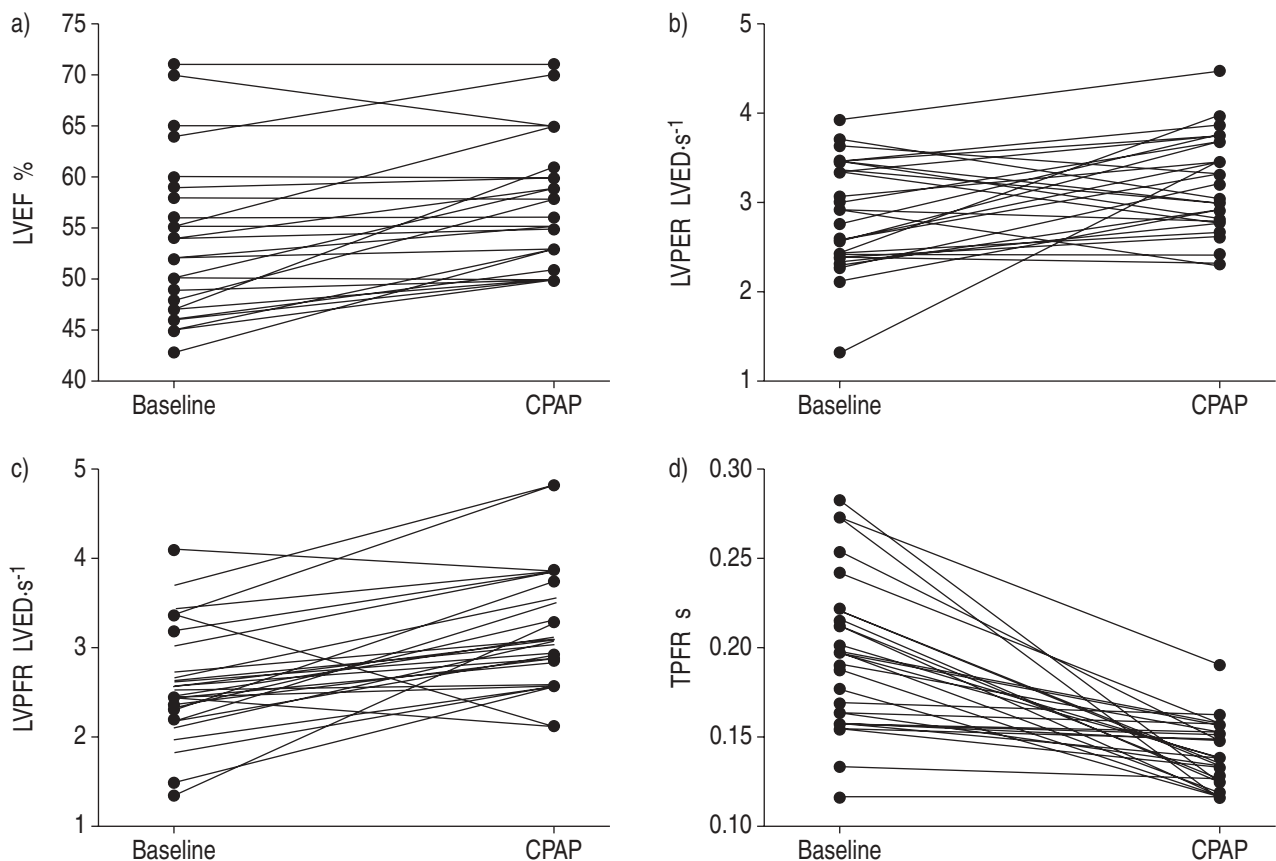 a)
75
70
65
60
55
50
45
40
LVEF %
Baseline
CPAP
b)
5
4
3
2
1
LVPER LVED·s-1
Baseline
CPAP
c)
5
4
3
2
1
LVPFR LVED·s-1
Baseline
CPAP
d)
0.30
0.25
0.20
0.15
0.10
TPFR s
Baseline
CPAP